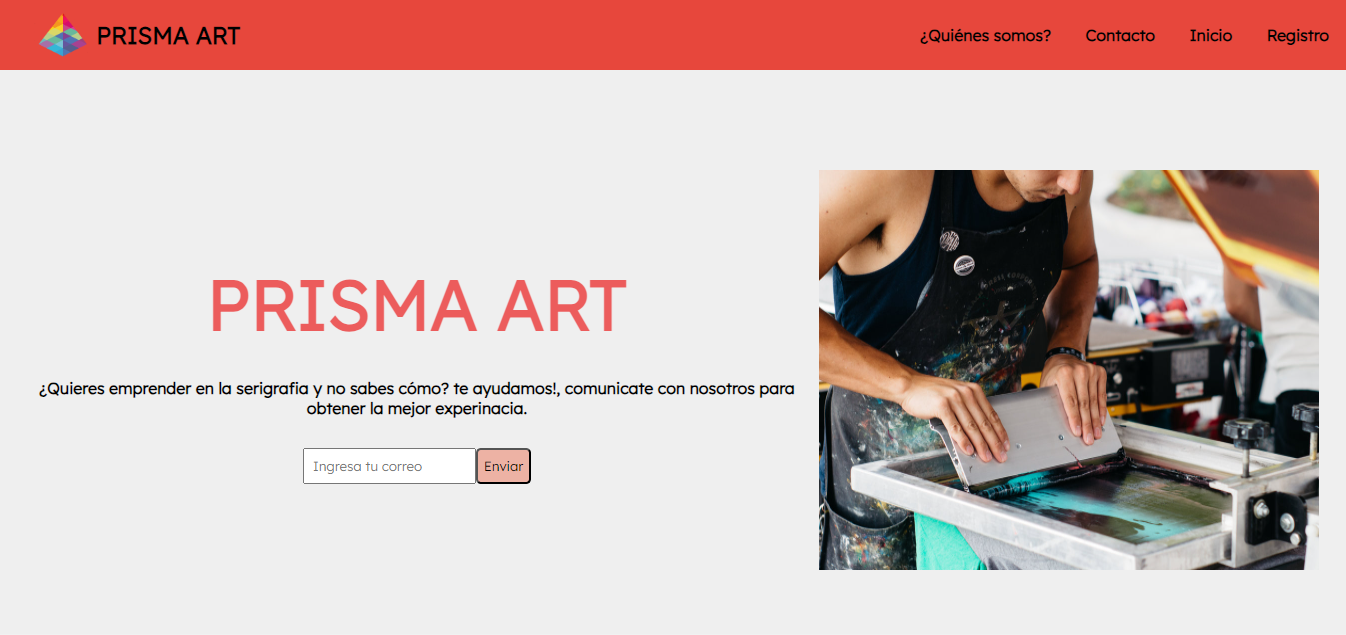 PRISMA ART
¿Quiénes somos? Contacto Inicio Registro
PRISMA ART
¿Quieres emprender en la serigrafia y no sabes cómo? te ayudamos!, comunicate con nosotros para
obtener la mejor experinacia.
Ingresa tu correo Enviar